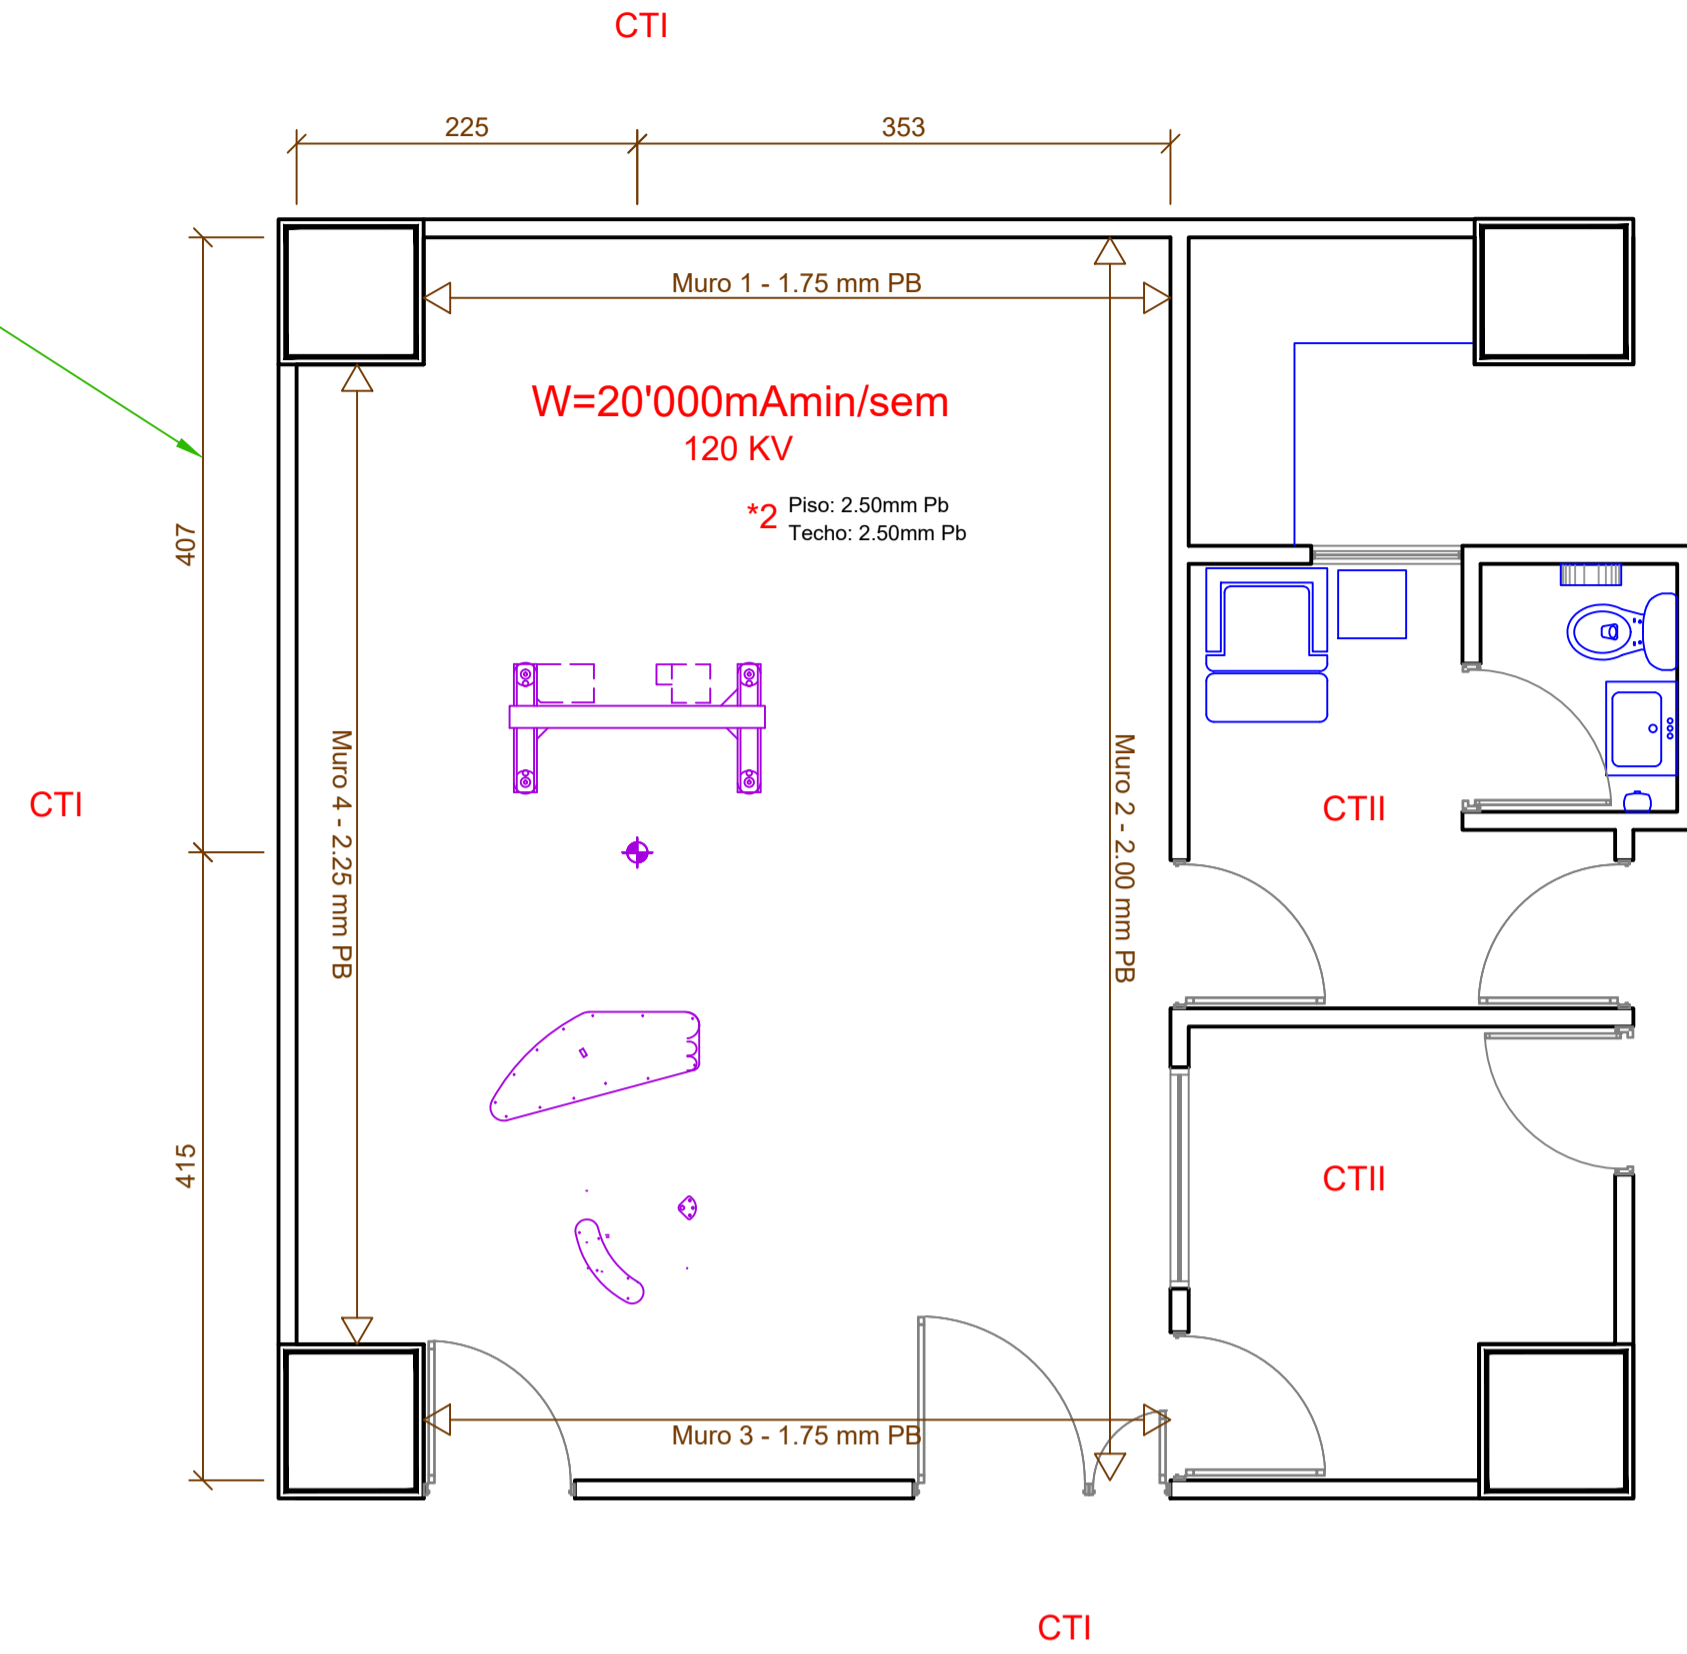 CTI
225
353
Muro 1 - 1.75 mm PB
W=20'000mAmin/sem
120 KV
*2
Piso: 2.50mm Pb
Techo: 2.50mm Pb
407
CTI
Muro 4 - 2.25 mm PB
Muro 2 - 2.00 mm PB
CTII
415
CTII
Muro 3 - 1.75 mm PB
CTI